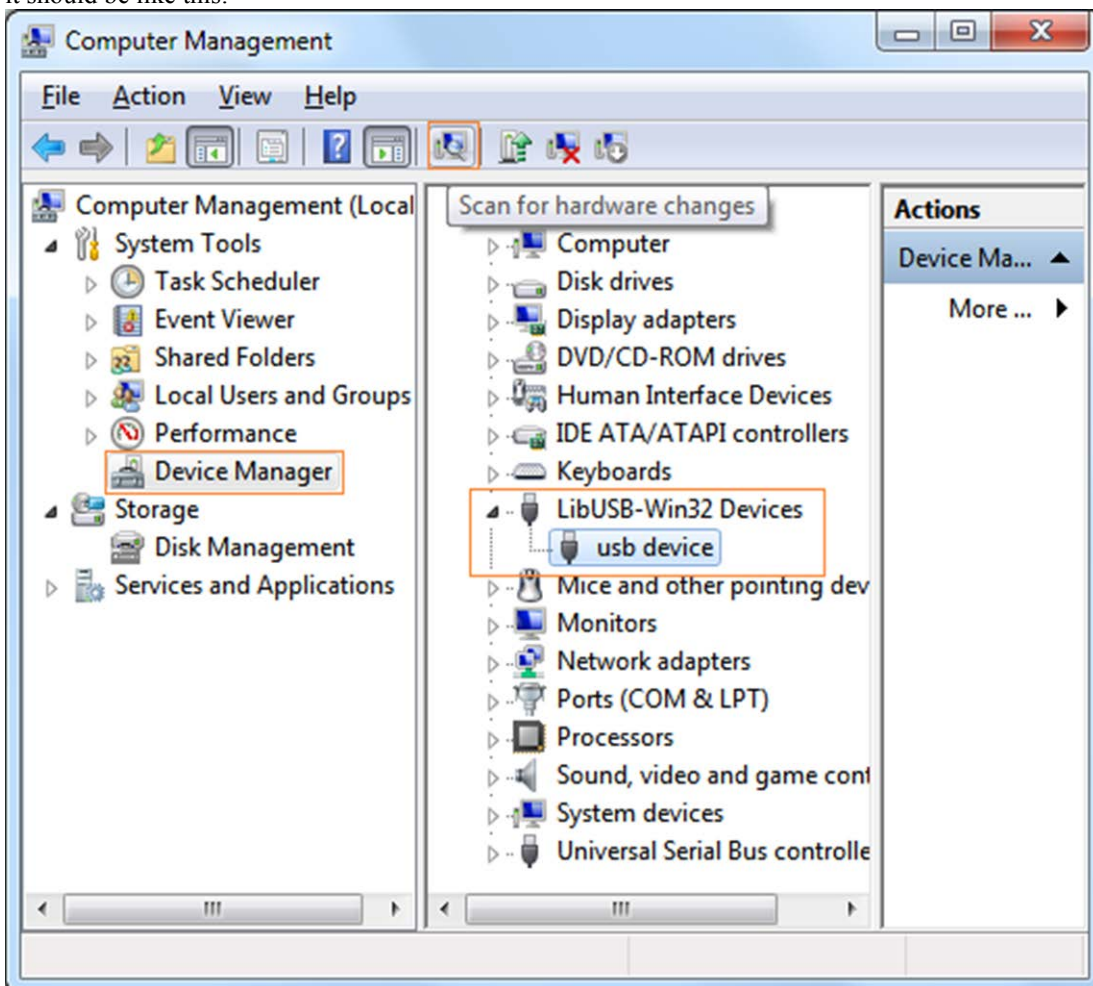 it should be like this:
Computer Management
File Action View Help
Computer Management (Local
System Tools
Task Scheduler
Event Viewer
Shared Folders
Local Users and Groups
Performance
Device Manager
Storage
Disk Management
Services and Applications
Scan for hardware changes
Computer
Disk drives
Display adapters
DVD/CD-ROM drives
Human Interface Devices
IDE ATA/ATAPI controllers
Keyboards
LibUSB-Win32 Devices
usb device
Mice and other pointing dev
Monitors
Network adapters
Ports (COM & LPT)
Processors
Sound, video and game cont
System devices
Universal Serial Bus controlle
Actions
Device Ma...
More ...